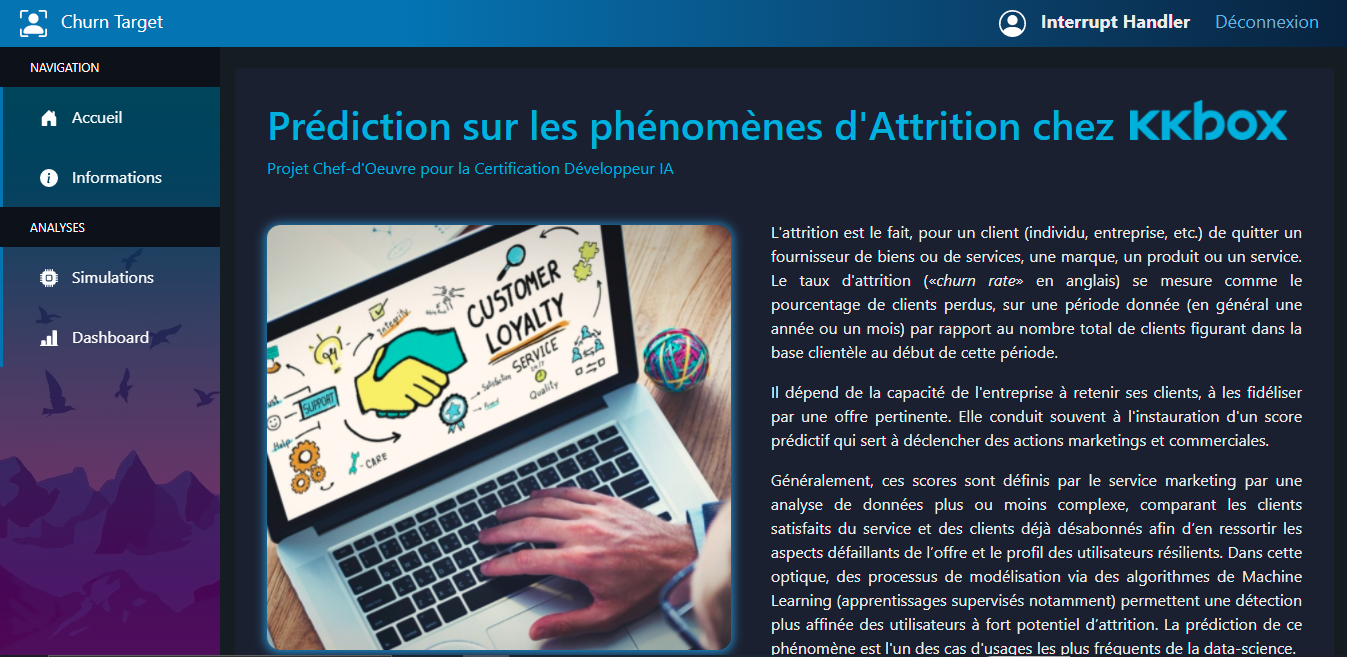 Churn Target
Interrupt Handler
Déconnexion
NAVIGATION
Accueil
Informations
ANALYSES
Simulations
Dashboard
Prédiction sur les phénomènes d'Attrition chez KKbox
Projet Chef-d'Oeuvre pour la Certification Développeur IA
CUSTOMER
LOYALTY
SERVICE
24/7
Integrity
Satisfaction
Quality
SUPPORT
Help
-CARE
L'attrition est le fait, pour un client (individu, entreprise, etc.) de quitter un
fournisseur de biens ou de services, une marque, un produit ou un service.
Le taux d'attrition («churn rate» en anglais) se mesure comme le
pourcentage de clients perdus, sur une période donnée (en général une
année ou un mois) par rapport au nombre total de clients figurant dans la
base clientèle au début de cette période.
Il dépend de la capacité de l'entreprise à retenir ses clients, à les fidéliser
par une offre pertinente. Elle conduit souvent à l'instauration d'un score
prédictif qui sert à déclencher des actions marketings et commerciales.
Généralement, ces scores sont définis par le service marketing par une
analyse de données plus ou moins complexe, comparant les clients
satisfaits du service et des clients déjà désabonnés afin d’en ressortir les
aspects défaillants de l’offre et le profil des utilisateurs résilients. Dans cette
optique, des processus de modélisation via des algorithmes de Machine
Learning (apprentissages supervisés notamment) permettent une détection
plus affinée des utilisateurs à fort potentiel d’attrition. La prédiction de ce
phénomène est l'un des cas d'usages les plus fréquents de la data-science.